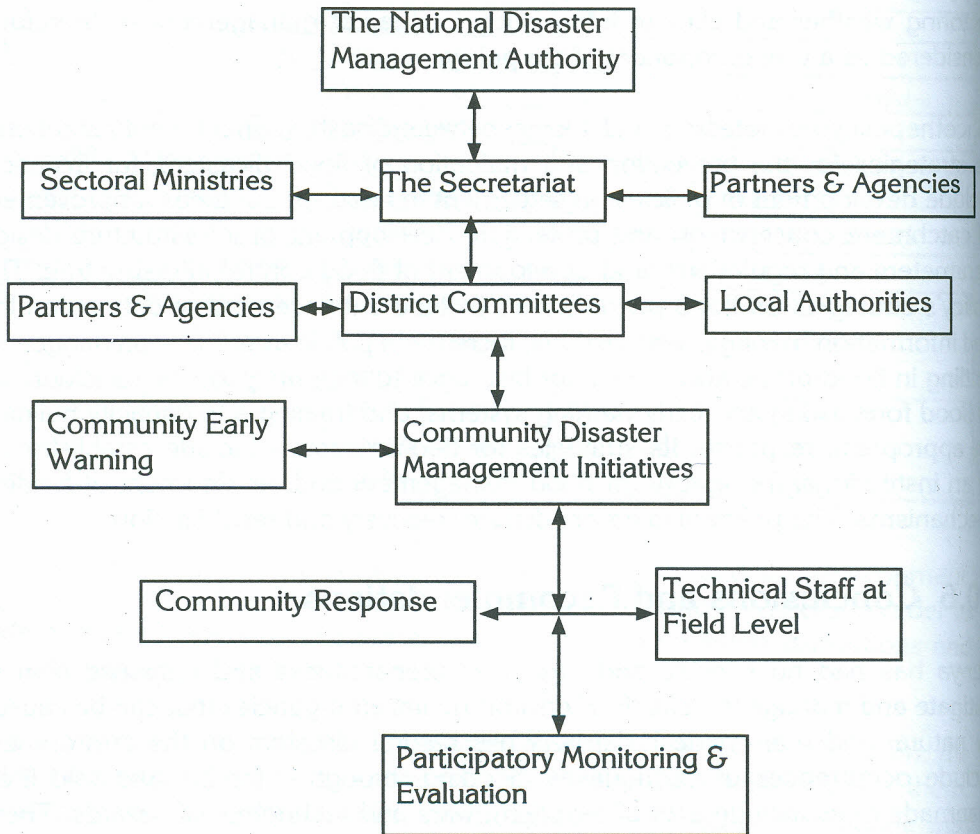 The National Disaster
Management Authority
Sectoral Ministries
The Secretariat
Partners & Agencies
Partners & Agencies
District Committees
Local Authorities
Community Early
Warning
Community Disaster
Management Initiatives
Community Response
Technical Staff at
Field Level
Participatory Monitoring &
Evaluation